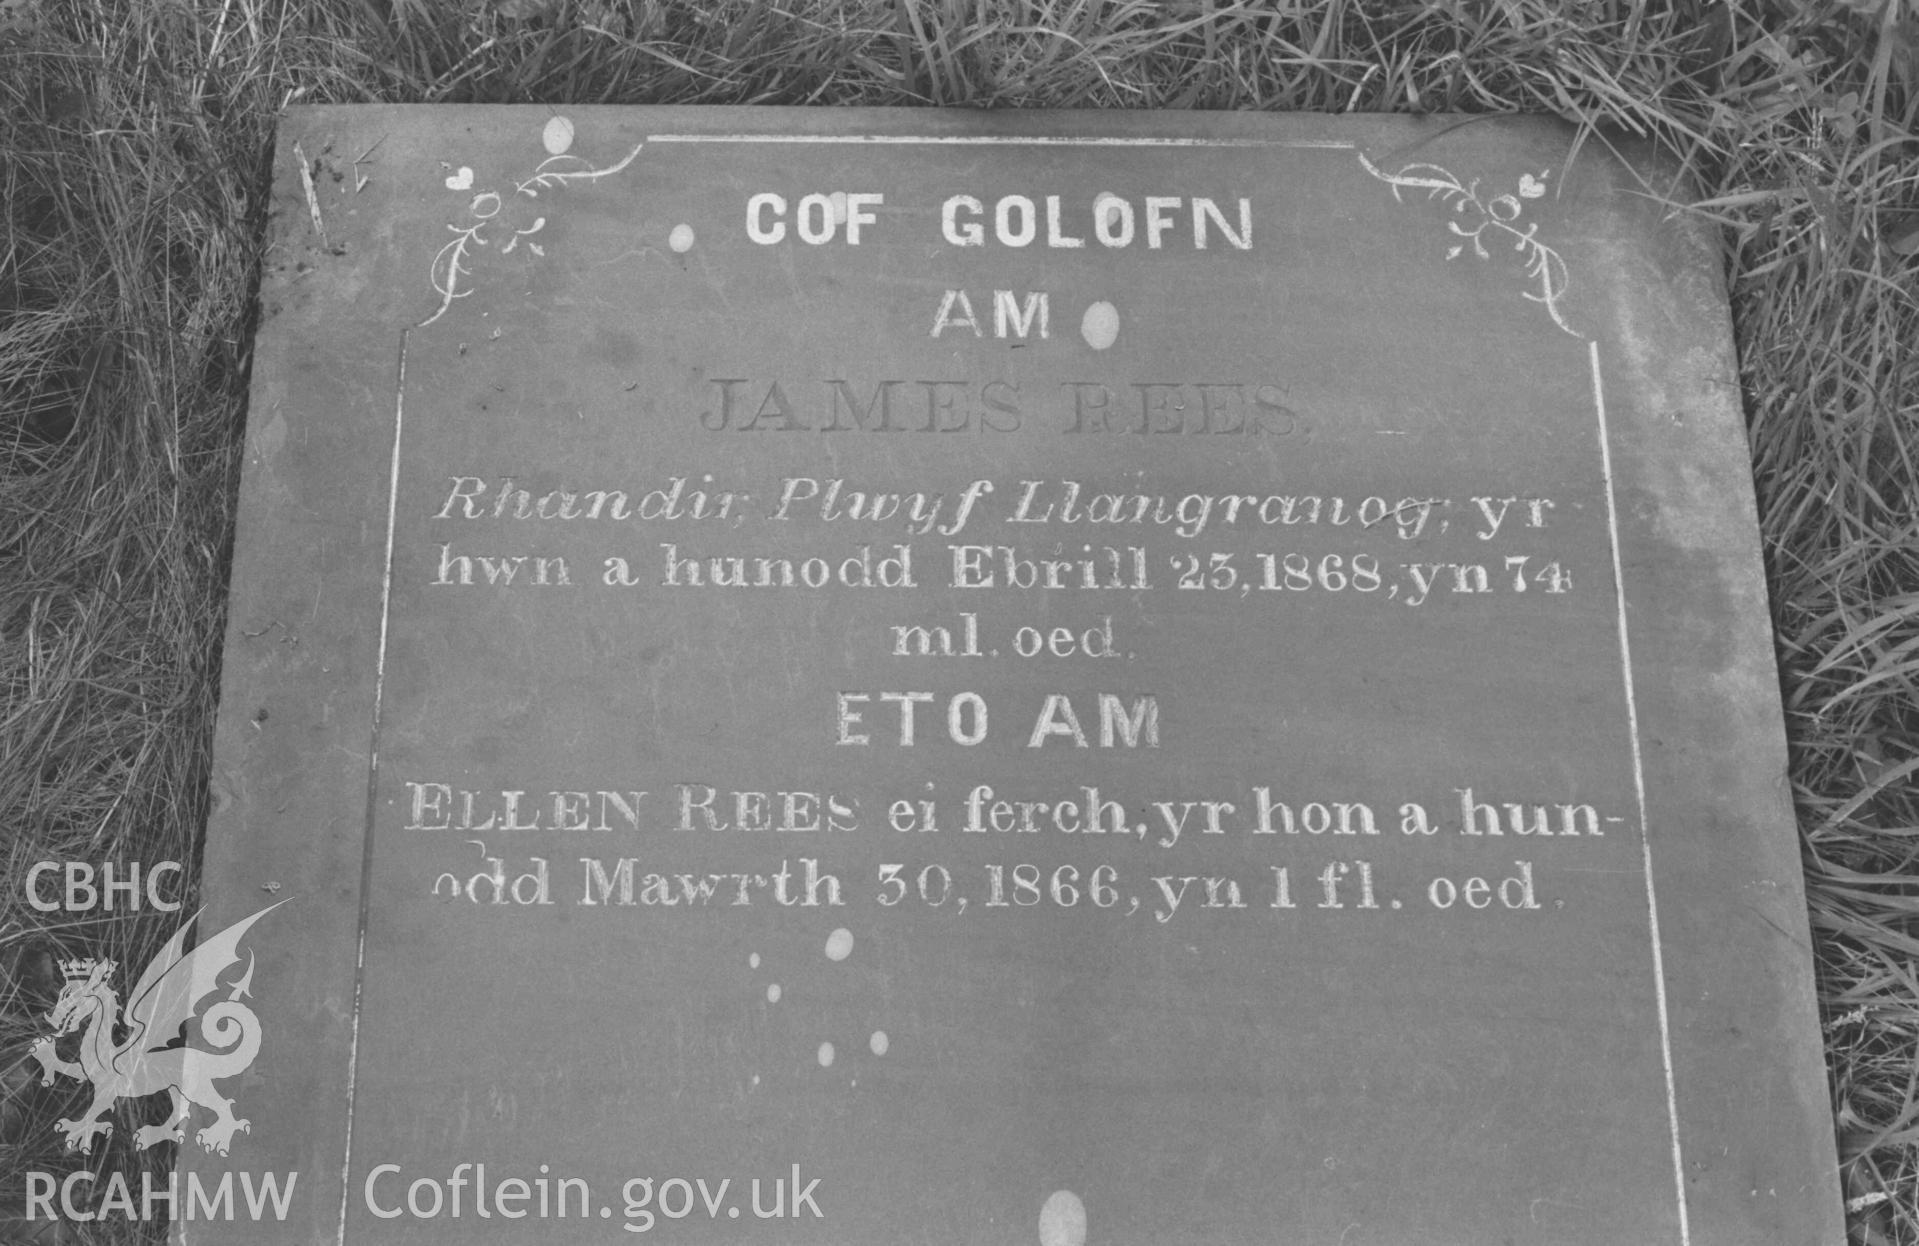 COF GOLOFN
AM
JAMES REES,
Rhandir, Plwyf Llangranog, yr
hwn a hunodd Ebrill 23, 1868, yn 74
ml. oed.
ETO AM
ELLEN REES ei ferch, yr hon a hun-
odd Mawrth 30, 1866, yn 1 fl. oed.
CBHC
RCAHMW
Coflein.gov.uk